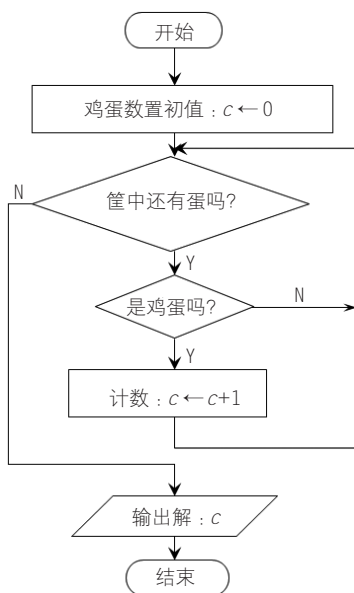 开始
鸡蛋数置初值：c ← 0
筐中还有蛋吗？
N
Y
是鸡蛋吗？
N
Y
计数：c ← c+1
输出解：c
结束